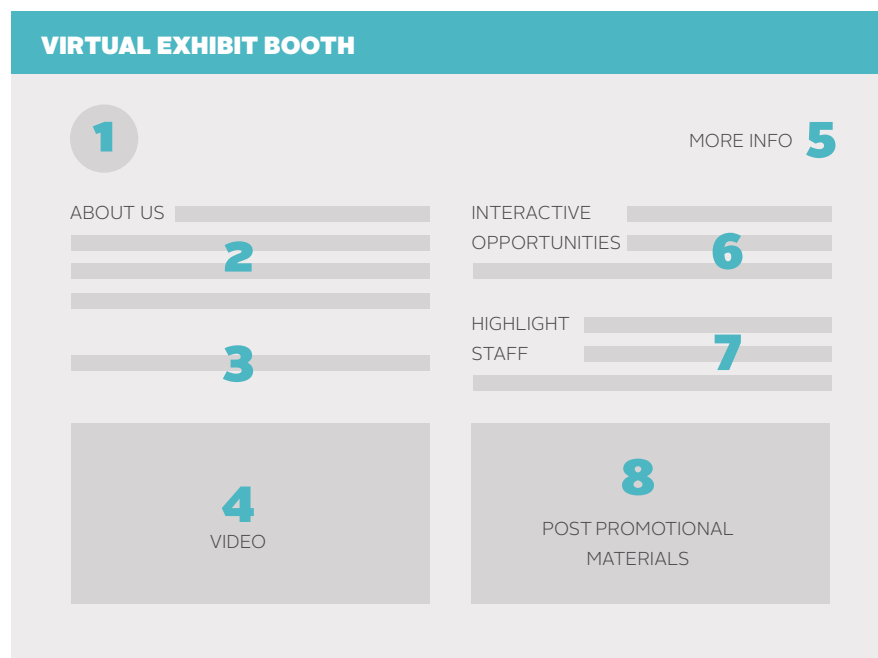 VIRTUAL EXHIBIT BOOTH
1
MORE INFO 5
ABOUT US
2
3
4
VIDEO
INTERACTIVE
OPPORTUNITIES
6
HIGHLIGHT
STAFF
7
8
POST PROMOTIONAL
MATERIALS